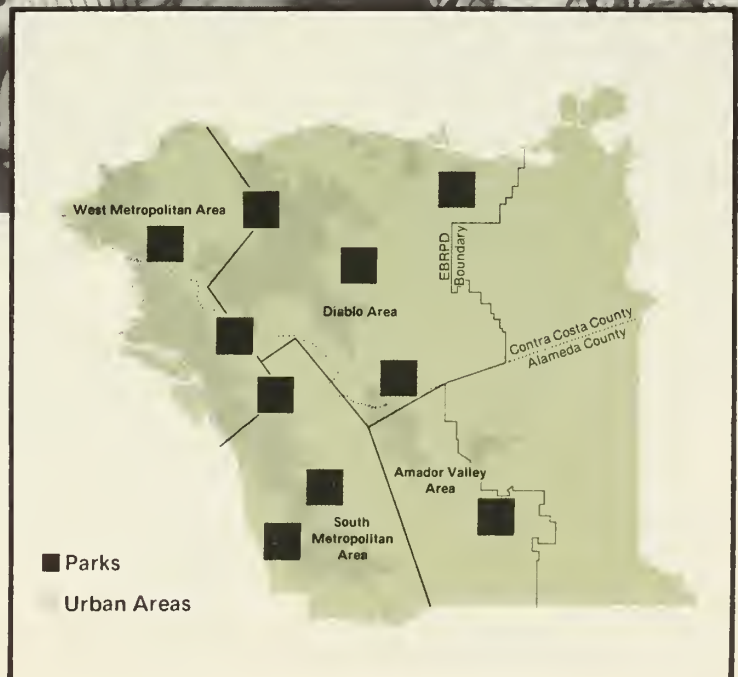 West Metropolitan Area
EBRPD
Boundary
Diablo Area
Contra Costa County
Alameda County
Amador Valley
Area
South
Metropolitan
Area
Parks
Urban Areas